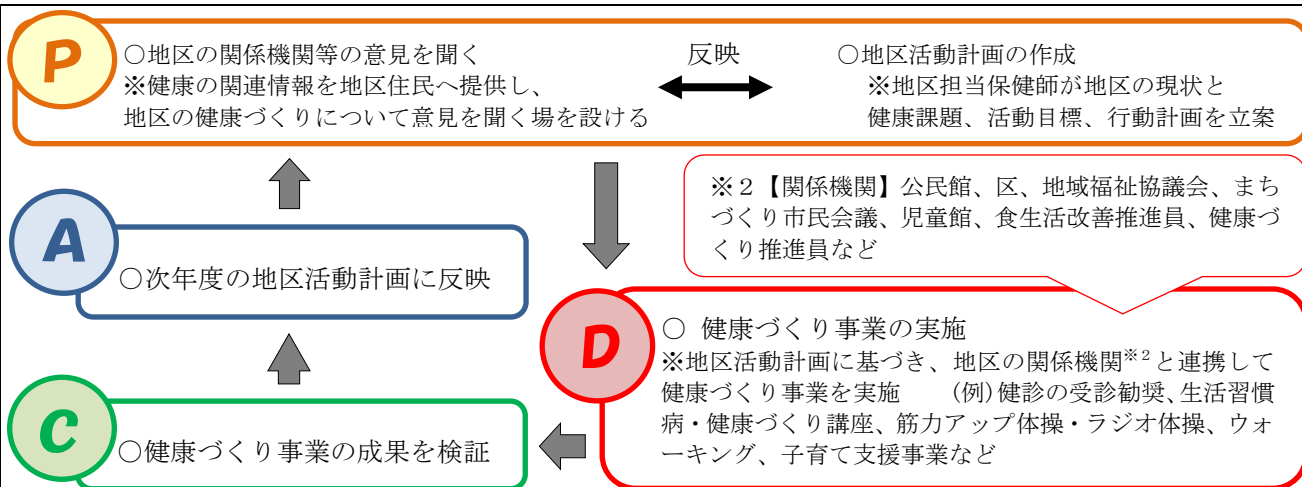 P
○地区の関係機関等の意見を聞く
※健康の関連情報を地区住民へ提供し、
地区の健康づくりについて意見を聞く場を設ける
反映
○地区活動計画の作成
※地区担当保健師が地区の現状と
健康課題、活動目標、行動計画を立案
※２【関係機関】公民館、区、地域福祉協議会、まち
づくり市民会議、児童館、食生活改善推進員、健康づ
くり推進員など
A
○次年度の地区活動計画に反映
D
○ 健康づくり事業の実施
※地区活動計画に基づき、地区の関係機関※２と連携して
健康づくり事業を実施　(例)健診の受診勧奨、生活習慣
病・健康づくり講座、筋力アップ体操・ラジオ体操、ウォ
ーキング、子育て支援事業など
C
○健康づくり事業の成果を検証